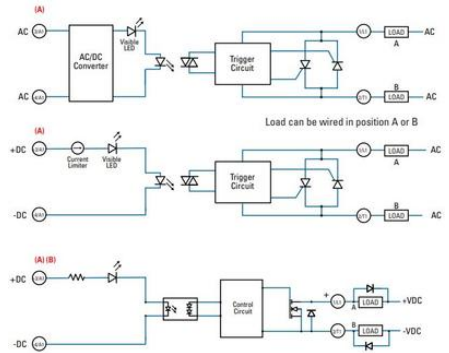 (A)
AC
Visible
LED
AC/DC
Converter
Trigger
Circuit
LOAD
AC
A
AC
B
LOAD
AC
Load can be wired in position A or B
(A)
+DC
Current
Limiter
Visible
LED
Trigger
Circuit
LOAD
AC
A
-DC
B
LOAD
AC
(A) (B)
+DC
Control
Circuit
+
A
LOAD
+VDC
-DC
B
LOAD
-VDC